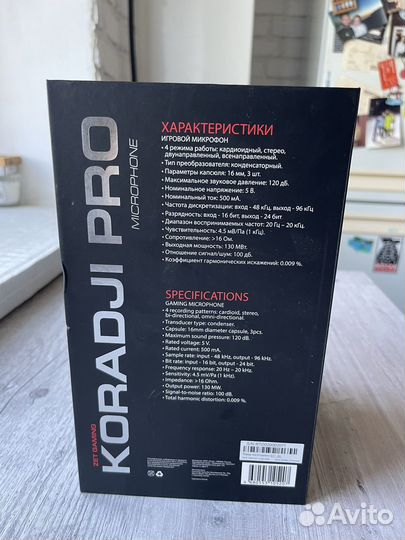 ZET GAMING
KORADJI PRO
MICROPHONE
ХАРАКТЕРИСТИКИ
ИГРОВОЙ МИКРОФОН
• 4 режима работы: кардиоидный, стерео,
двунаправленный, всенаправленный.
• Тип преобразователя: конденсаторный.
• Параметры капсюля: 16 мм, 3 шт.
• Максимальное звуковое давление: 120 дБ.
• Номинальное напряжение: 5 В.
• Номинальный ток: 500 мА.
• Частота дискретизации: вход - 48 кГц, выход - 96 кГц
• Разрядность: вход - 16 бит, выход - 24 бит
• Диапазон воспринимаемых частот: 20 Гц – 20 кГц.
• Чувствительность: 4.5 мВ/Па (1 кГц).
• Сопротивление: >16 Ом.
• Выходная мощность: 130 МВт.
• Отношение сигнал/шум: 100 дБ.
• Коэффициент гармонических искажений: 0.009 %.
SPECIFICATIONS
GAMING MICROPHONE
• 4 recording patterns: cardioid, stereo,
bi-directional, omni-directional.
• Transducer type: condenser.
• Capsule: 16mm diameter capsule, 3pcs.
• Maximum sound pressure: 120 dB.
• Rated voltage: 5 V.
• Rated current: 500 mA.
• Sample rate: input - 48 kHz, output - 96 kHz.
• Bit rate: input - 16 bit, output - 24 bit.
• Frequency response: 20 Hz – 20 kHz.
• Sensitivity: 4.5 mV/Pa (1 kHz).
• Impedance: >16 Ohm.
• Output power: 130 MW.
• Signal-to-noise ratio: 100 dB.
• Total harmonic distortion: 0,009 %.
Avito